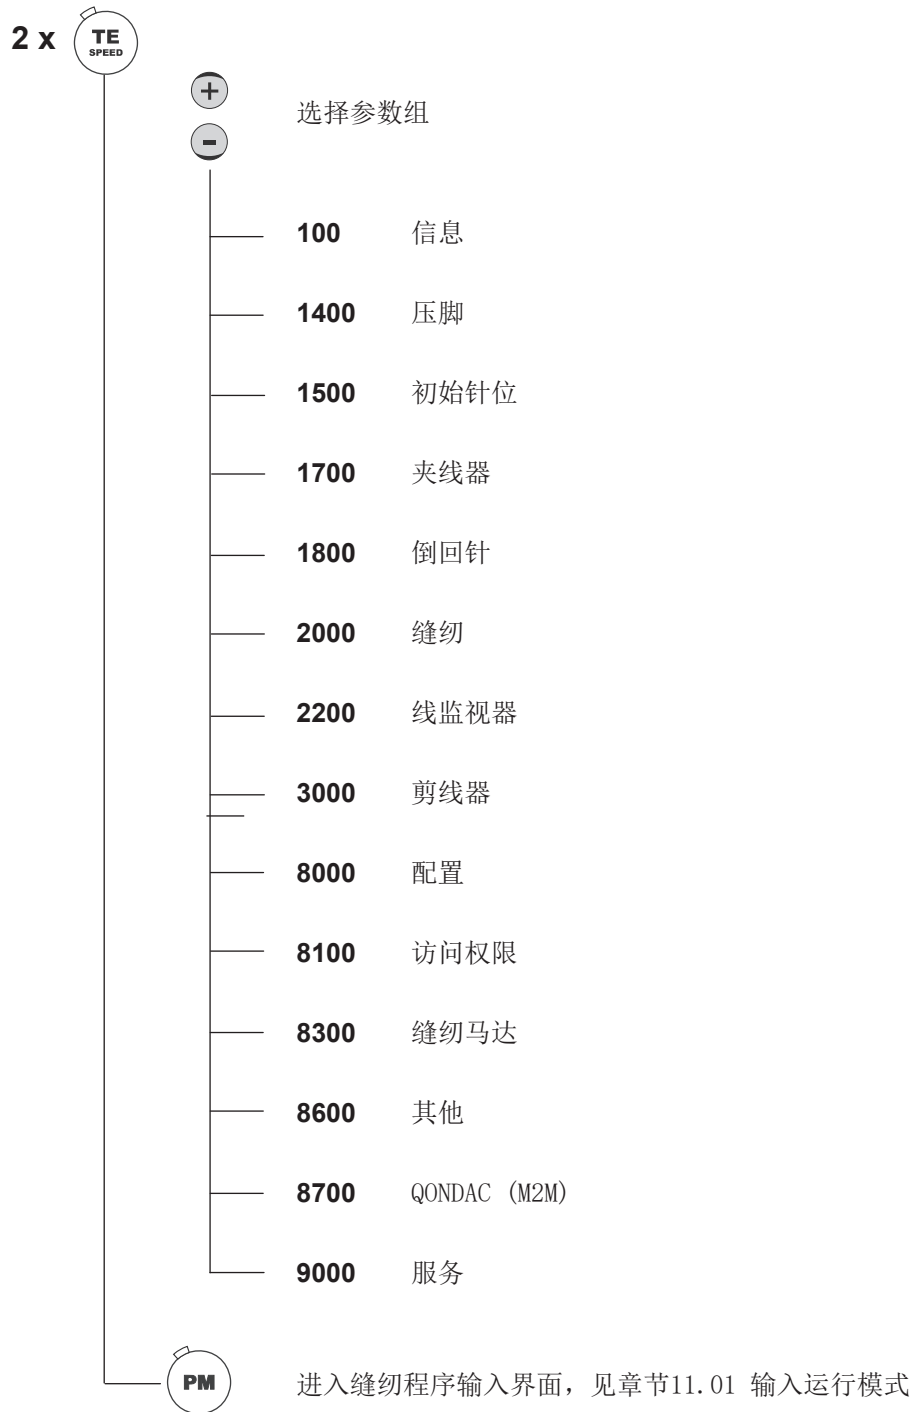 2 x TE
SPEED
+
选择参数组
-
100 信息
1400 压脚
1500 初始针位
1700 夹线器
1800 倒回针
2000 缝纫
2200 线监视器
3000 剪线器
8000 配置
8100 访问权限
8300 缝纫马达
8600 其他
8700 QONDAC (M2M)
9000 服务
PM 进入缝纫程序输入界面，见章节11.01 输入运行模式